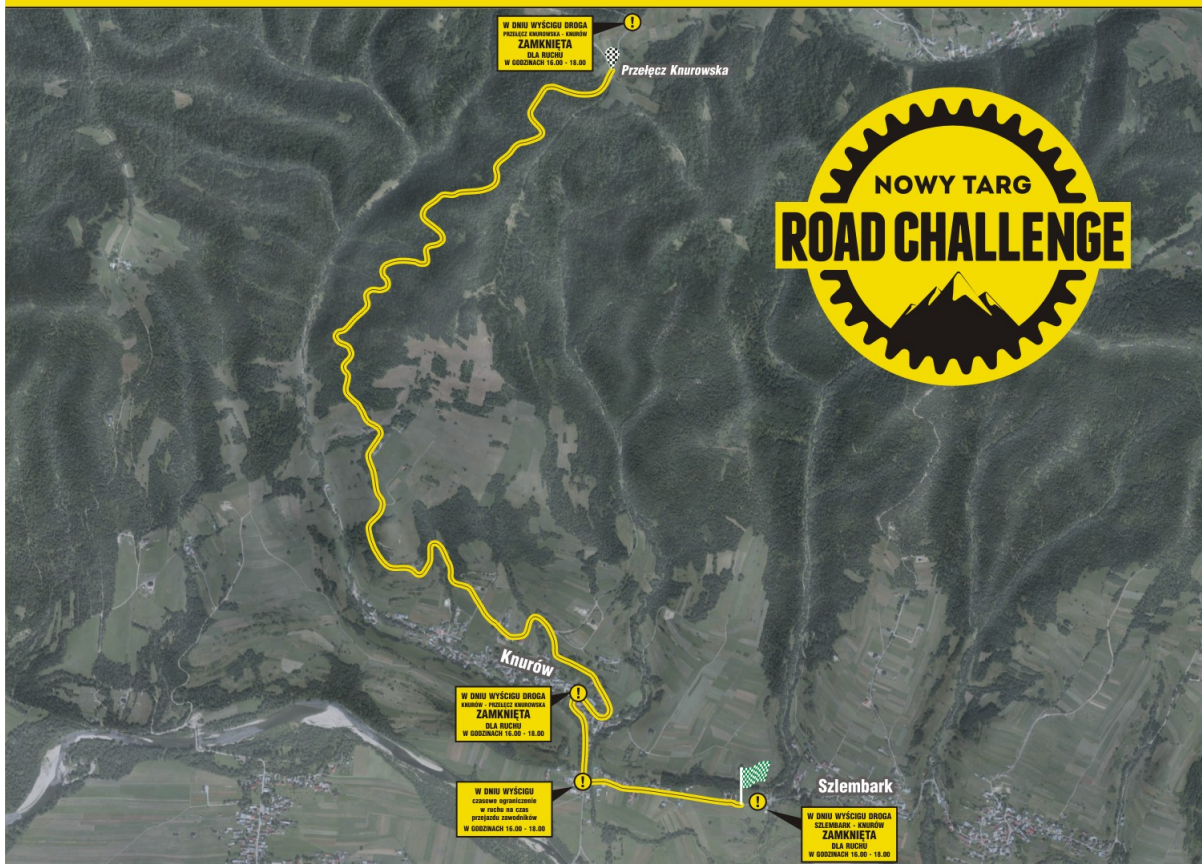 W DNIU WYŚCIGU DROGA
PRZEŁĘCZ KNUROWSKA - KNURÓW
ZAMKNIĘTA
DLA RUCHU
W GODZINACH 16.00 - 18.00
!
Przełęcz Knurowska
NOWY TARG
ROAD CHALLENGE
Knurów
W DNIU WYŚCIGU DROGA
KNURÓW - PRZEŁĘCZ KNUROWSKA
ZAMKNIĘTA
DLA RUCHU
W GODZINACH 16.00 - 18.00
!
W DNIU WYŚCIGU
czasowe ograniczenie
w ruchu na czas
przejazdu zawodników
W GODZINACH 16.00 - 18.00
!
Szlembark
!
W DNIU WYŚCIGU DROGA
SZLEMBARK - KNURÓW
ZAMKNIĘTA
DLA RUCHU
W GODZINACH 16.00 - 18.00